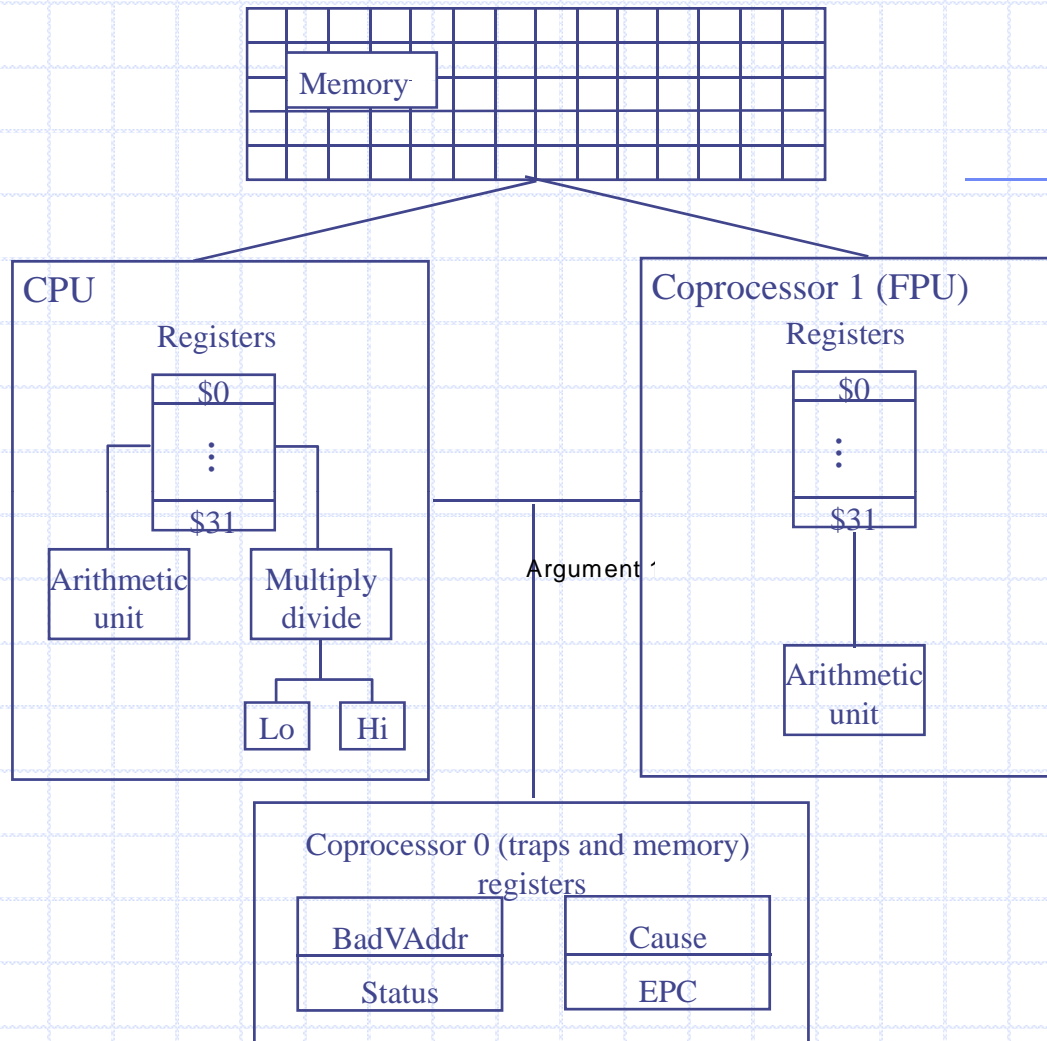 Memory
CPU
Registers
$0
⋮
$31
Arithmetic
unit
Multiply
divide
Lo
Hi
Argument
Coprocessor 1 (FPU)
Registers
$0
⋮
$31
Arithmetic
unit
Coprocessor 0 (traps and memory)
registers
BadVAddr
Status
Cause
EPC